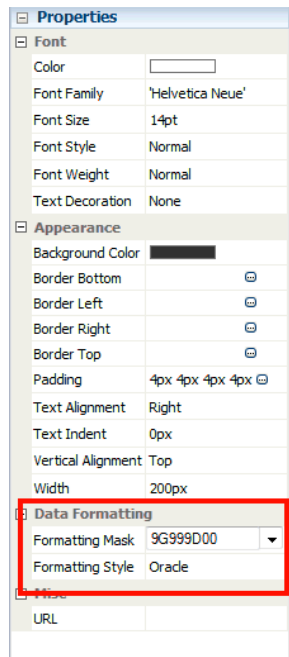 Properties
Font
Color
Font Family 'Helvetica Neue'
Font Size 14pt
Font Style Normal
Font Weight Normal
Text Decoration None
Appearance
Background Color
Border Bottom
Border Left
Border Right
Border Top
Padding 4px 4px 4px 4px
Text Alignment Right
Text Indent 0px
Vertical Alignment Top
Width 200px
Data Formatting
Formatting Mask 9G999D00
Formatting Style Oracle
Misc
URL